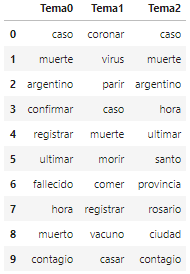 Tema0 Tema1 Tema2
0 caso coronar caso
1 muerte virus muerte
2 argentino parir argentino
3 confirmar caso hora
4 registrar muerte ultimar
5 ultimar morir santo
6 fallecido comer provincia
7 hora registrar rosario
8 muerto vacuno ciudad
9 contagio casar contagio